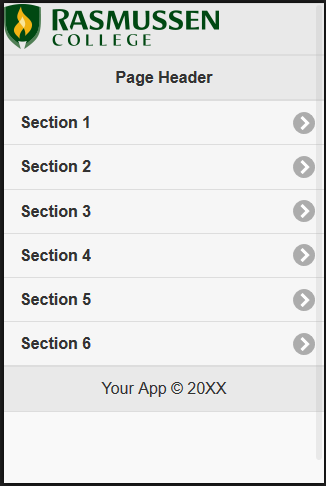 RASMUSSEN
COLLEGE
Page Header
Section 1
Section 2
Section 3
Section 4
Section 5
Section 6
Your App © 20XX